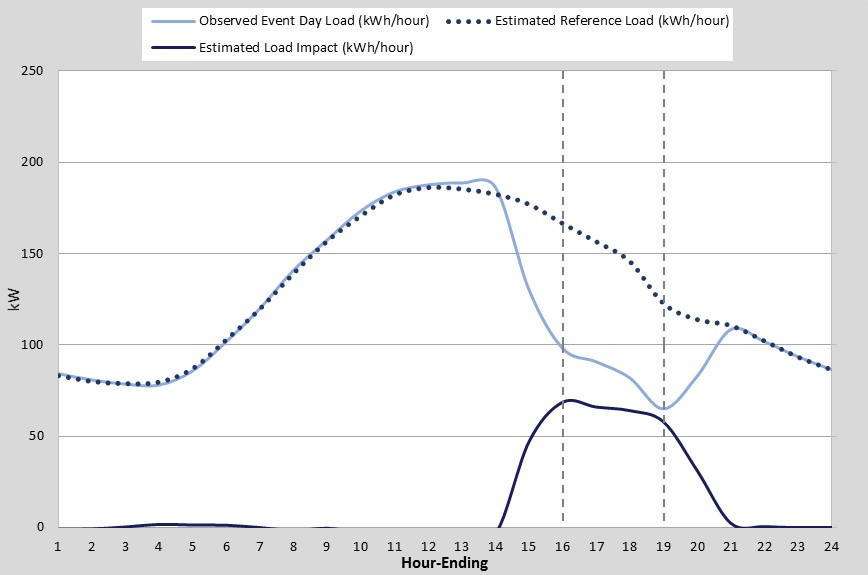 Observed Event Day Load (kWh/hour) Estimated Reference Load (kWh/hour)
Estimated Load Impact (kWh/hour)
250
200
150
100
50
0
kW
1 2 3 4 5 6 7 8 9 10 11 12 13 14 15 16 17 18 19 20 21 22 23 24
Hour-Ending